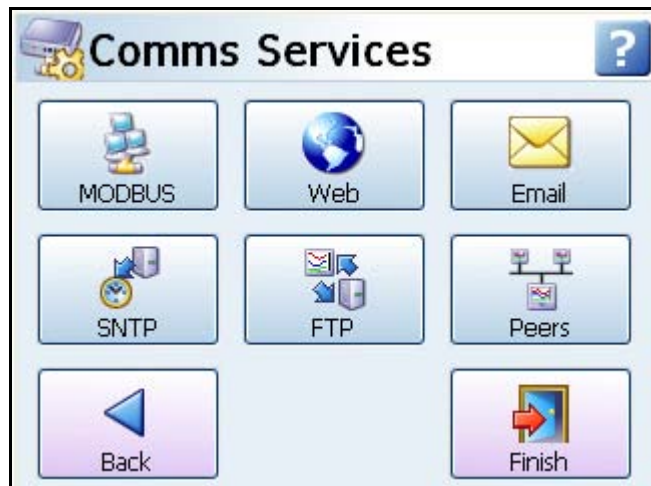 Comms Services ?
MODBUS Web Email
SNTP FTP Peers
Back Finish